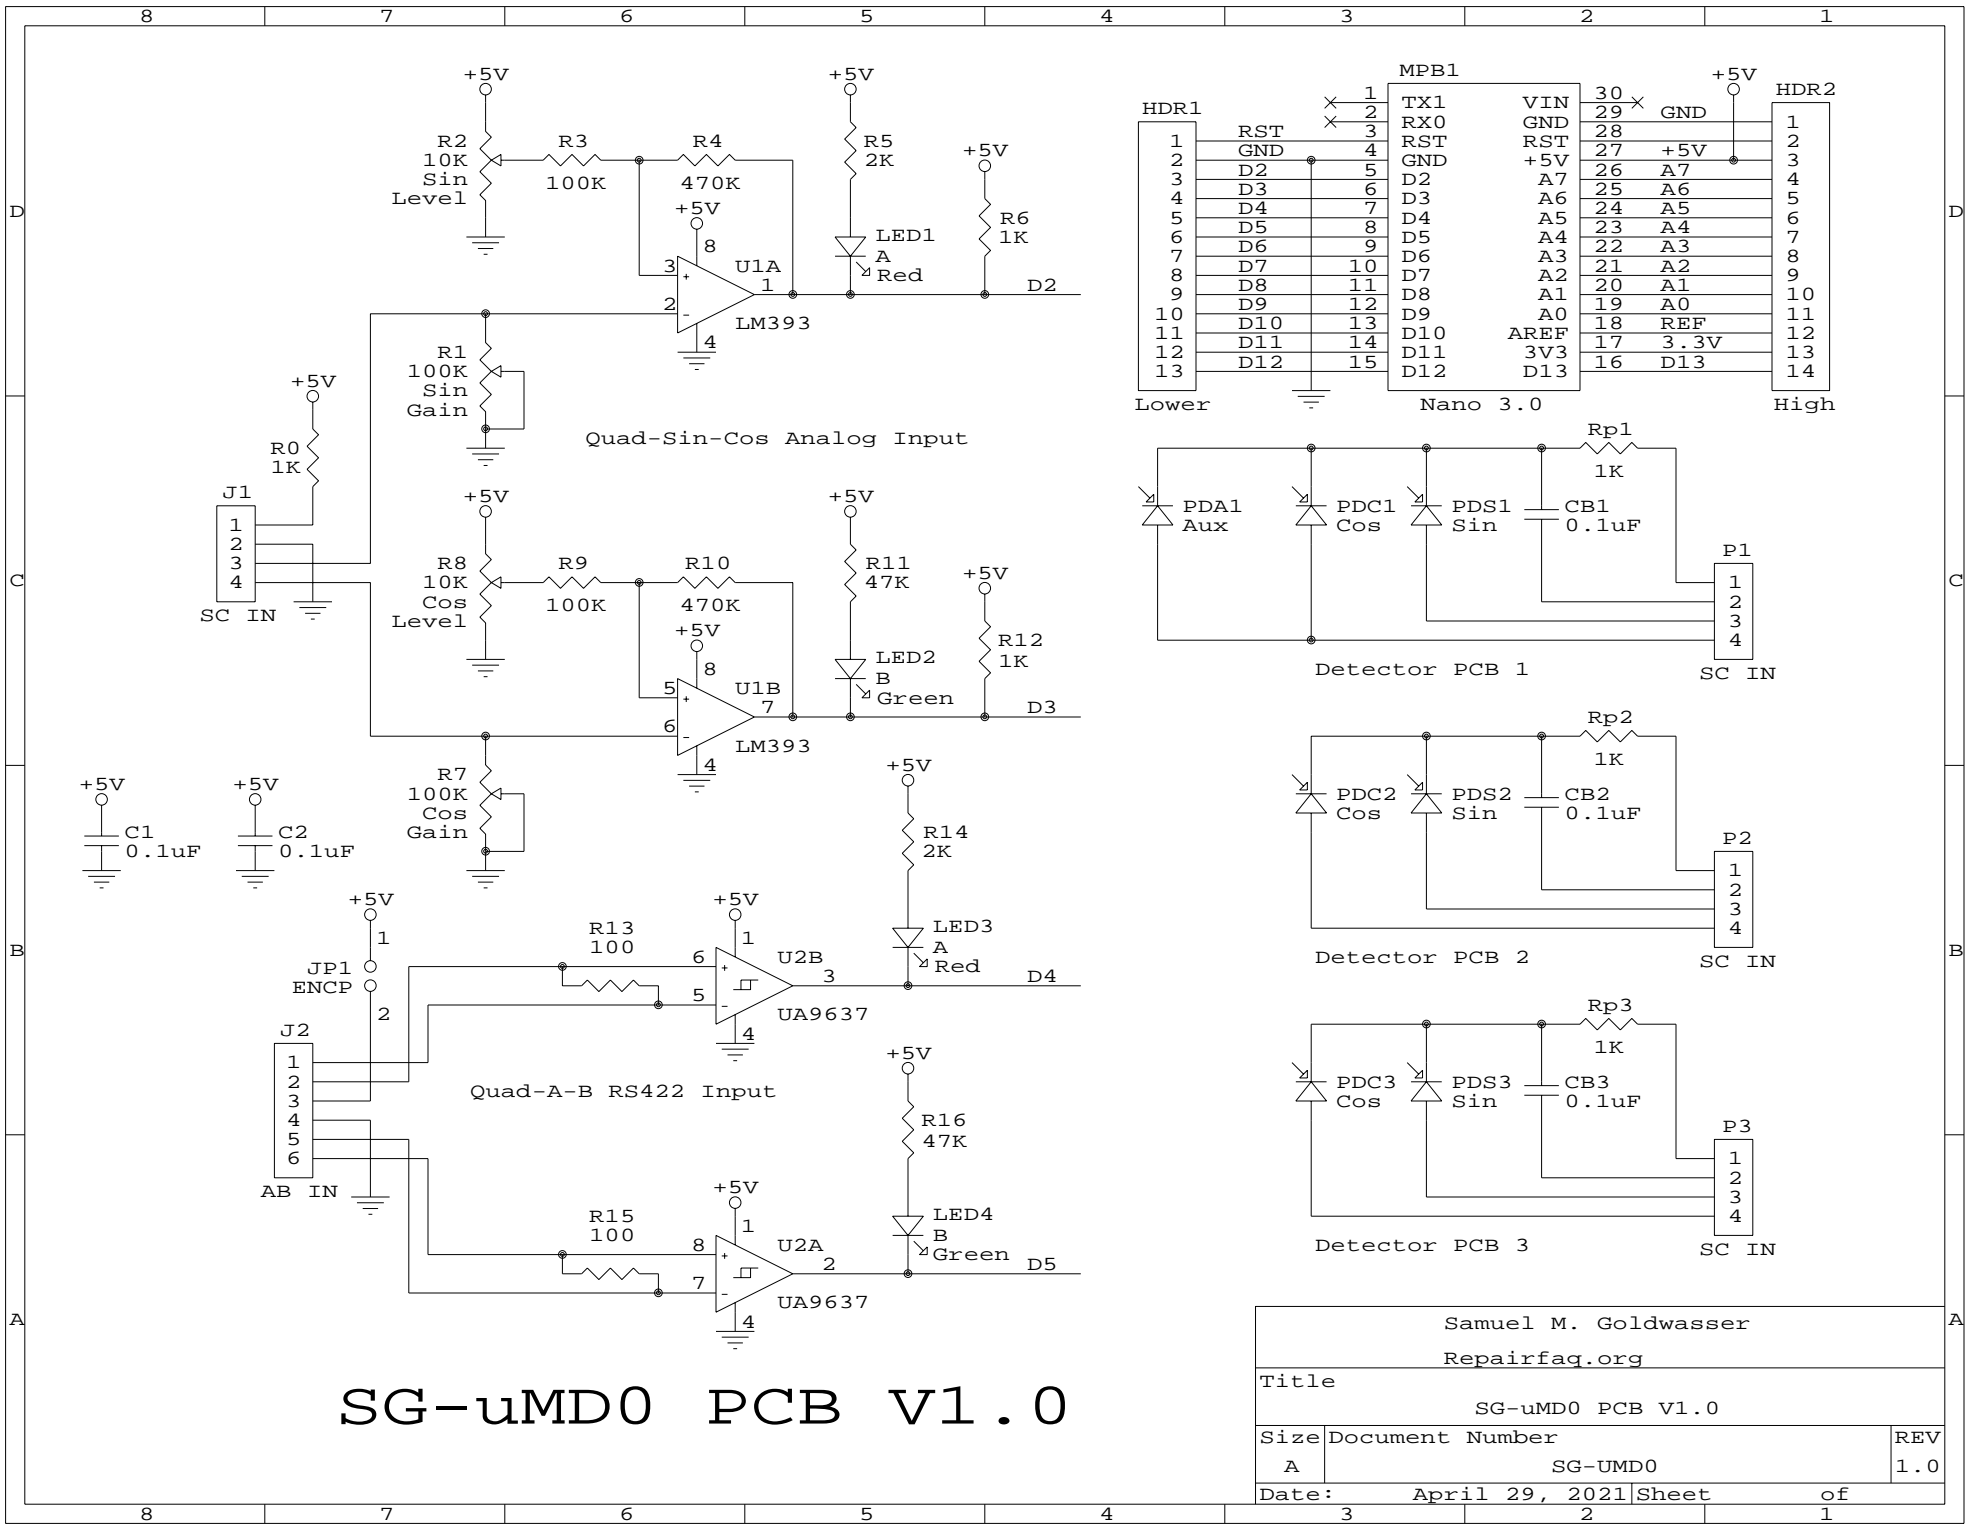 8 7 6 5 4 3 2 1
D
C
B
A
+5V
R2
10K
Sin
Level
R3
100K
R4
470K
+5V
8
3
+
2
-
U1A
1
LM393
4
+5V
R5
2K
LED1
A
Red
+5V
R6
1K
D2
R1
100K
Sin
Gain
+5V
R0
1K
J1
1
2
3
4
SC IN
Quad-Sin-Cos Analog Input
+5V
R8
10K
Cos
Level
R9
100K
R10
470K
+5V
8
5
+
6
-
U1B
7
LM393
4
+5V
R11
47K
LED2
B
Green
+5V
R12
1K
D3
R7
100K
Cos
Gain
+5V
C1
0.1uF
+5V
C2
0.1uF
+5V
1
JP1
ENCP
2
J2
1
2
3
4
5
6
AB IN
R13
100
+5V
1
6
+
5
-
U2B
3
UA9637
4
+5V
R14
2K
LED3
A
Red
D4
Quad-A-B RS422 Input
R15
100
+5V
1
8
+
7
-
U2A
2
UA9637
4
+5V
R16
47K
LED4
B
Green
D5
SG-uMD0 PCB V1.0
HDR1
1
2
3
4
5
6
7
8
9
10
11
12
13
Lower
RST
GND
D2
D3
D4
D5
D6
D7
D8
D9
D10
D11
D12
MPB1
1 TX1 VIN 30
2 RX0 GND 29 GND
3 RST RST 28
4 GND +5V 27 +5V
5 D2 A7 26 A7
6 D3 A6 25 A6
7 D4 A5 24 A5
8 D5 A4 23 A4
9 D6 A3 22 A3
10 D7 A2 21 A2
11 D8 A1 20 A1
12 D9 A0 19 A0
13 D10 AREF 18 REF
14 D11 3V3 17 3.3V
15 D12 D13 16 D13
Nano 3.0
+5V
HDR2
1
2
3
4
5
6
7
8
9
10
11
12
13
14
High
Rp1
1K
PDA1
Aux
PDC1
Cos
PDS1
Sin
CB1
0.1uF
P1
1
2
3
4
SC IN
Detector PCB 1
Rp2
1K
PDC2
Cos
PDS2
Sin
CB2
0.1uF
P2
1
2
3
4
SC IN
Detector PCB 2
Rp3
1K
PDC3
Cos
PDS3
Sin
CB3
0.1uF
P3
1
2
3
4
SC IN
Detector PCB 3
Samuel M. Goldwasser
Repairfaq.org
Title
SG-uMD0 PCB V1.0
Size Document Number REV
A SG-UMD0 1.0
Date: April 29, 2021 Sheet of
D
C
B
A
8 7 6 5 4 3 2 1